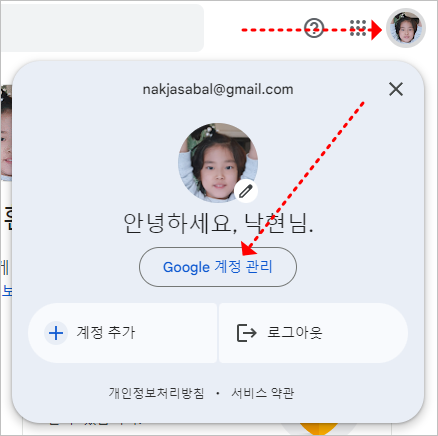 nakjasabal@gmail.com
안녕하세요, 낙현님.
Google 계정 관리
계정 추가
로그아웃
개인정보처리방침 • 서비스 약관